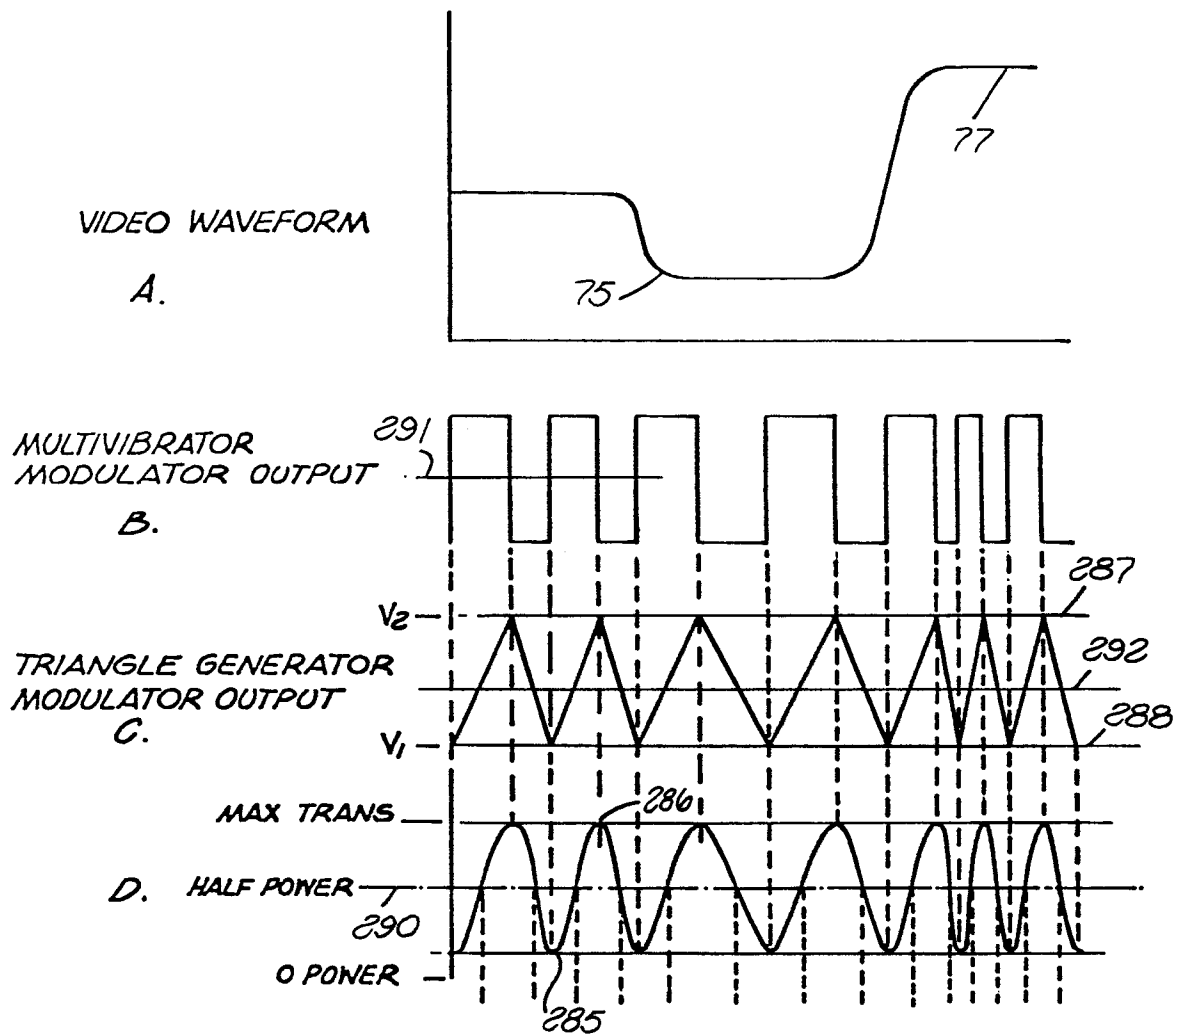 77
VIDEO WAVEFORM
A.
75
291
MULTIVIBRATOR
MODULATOR OUTPUT
B.
287
V2
TRIANGLE GENERATOR
292
MODULATOR OUTPUT
288
C.
V1
MAX TRANS
286
D. HALF POWER
290
0 POWER
285